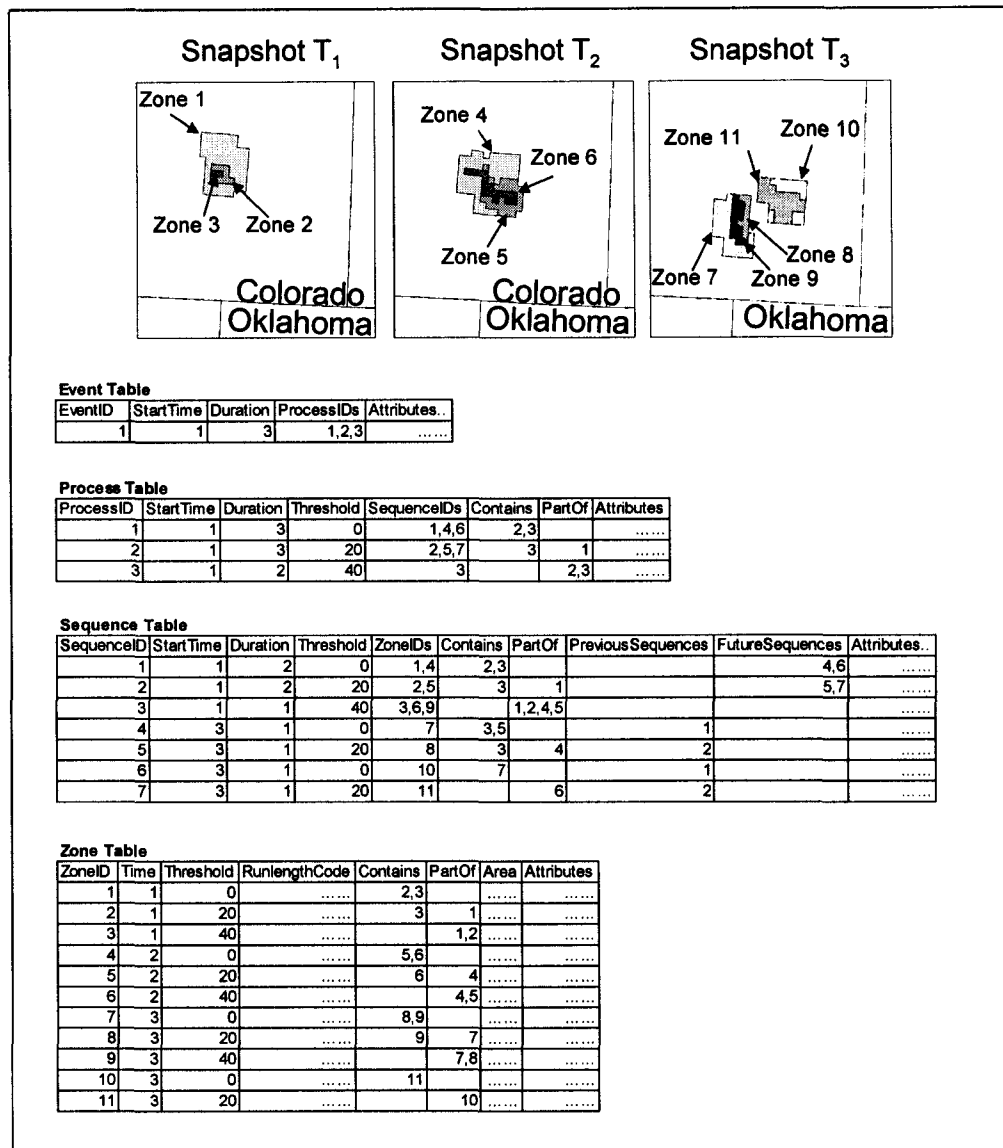 Snapshot T1 Snapshot T2 Snapshot T3
Zone 1
Zone 3 Zone 2
Colorado
Oklahoma
Zone 4
Zone 6
Zone 5
Colorado
Oklahoma
Zone 11 Zone 10
Zone 8
Zone 7 Zone 9
Oklahoma
Event Table
EventID StartTime Duration ProcessIDs Attributes..
1 1 3 1,2,3 ......
Process Table
ProcessID StartTime Duration Threshold SequenceIDs Contains PartOf Attributes
1 1 3 0 1,4,6 2,3 ......
2 1 3 20 2,5,7 3 1 ......
3 1 2 40 3 2,3 ......
Sequence Table
SequenceID StartTime Duration Threshold ZoneIDs Contains PartOf PreviousSequences FutureSequences Attributes..
1 1 2 0 1,4 2,3 4,6 ......
2 1 2 20 2,5 3 1 5,7 ......
3 1 1 40 3,6,9 1,2,4,5 ......
4 3 1 0 7 3,5 1 ......
5 3 1 20 8 3 4 2 ......
6 3 1 0 10 7 1 ......
7 3 1 20 11 6 2 ......
Zone Table
ZoneID Time Threshold RunlengthCode Contains PartOf Area Attributes
1 1 0 ...... 2,3 ...... ......
2 1 20 ...... 3 1 ...... ......
3 1 40 ...... 1,2 ...... ......
4 2 0 ...... 5,6 ...... ......
5 2 20 ...... 6 4 ...... ......
6 2 40 ...... 4,5 ...... ......
7 3 0 ...... 8,9 ...... ......
8 3 20 ...... 9 7 ...... ......
9 3 40 ...... 7,8 ...... ......
10 3 0 ...... 11 ...... ......
11 3 20 ...... 10 ...... ......